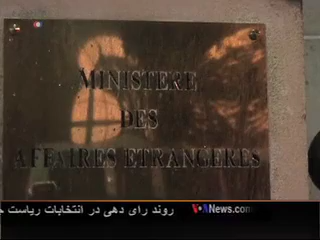 MINISTERE
DES
AFFAIRES ETRANGERES
روند رای دهی در انتخابات ریاست
VOANews.com